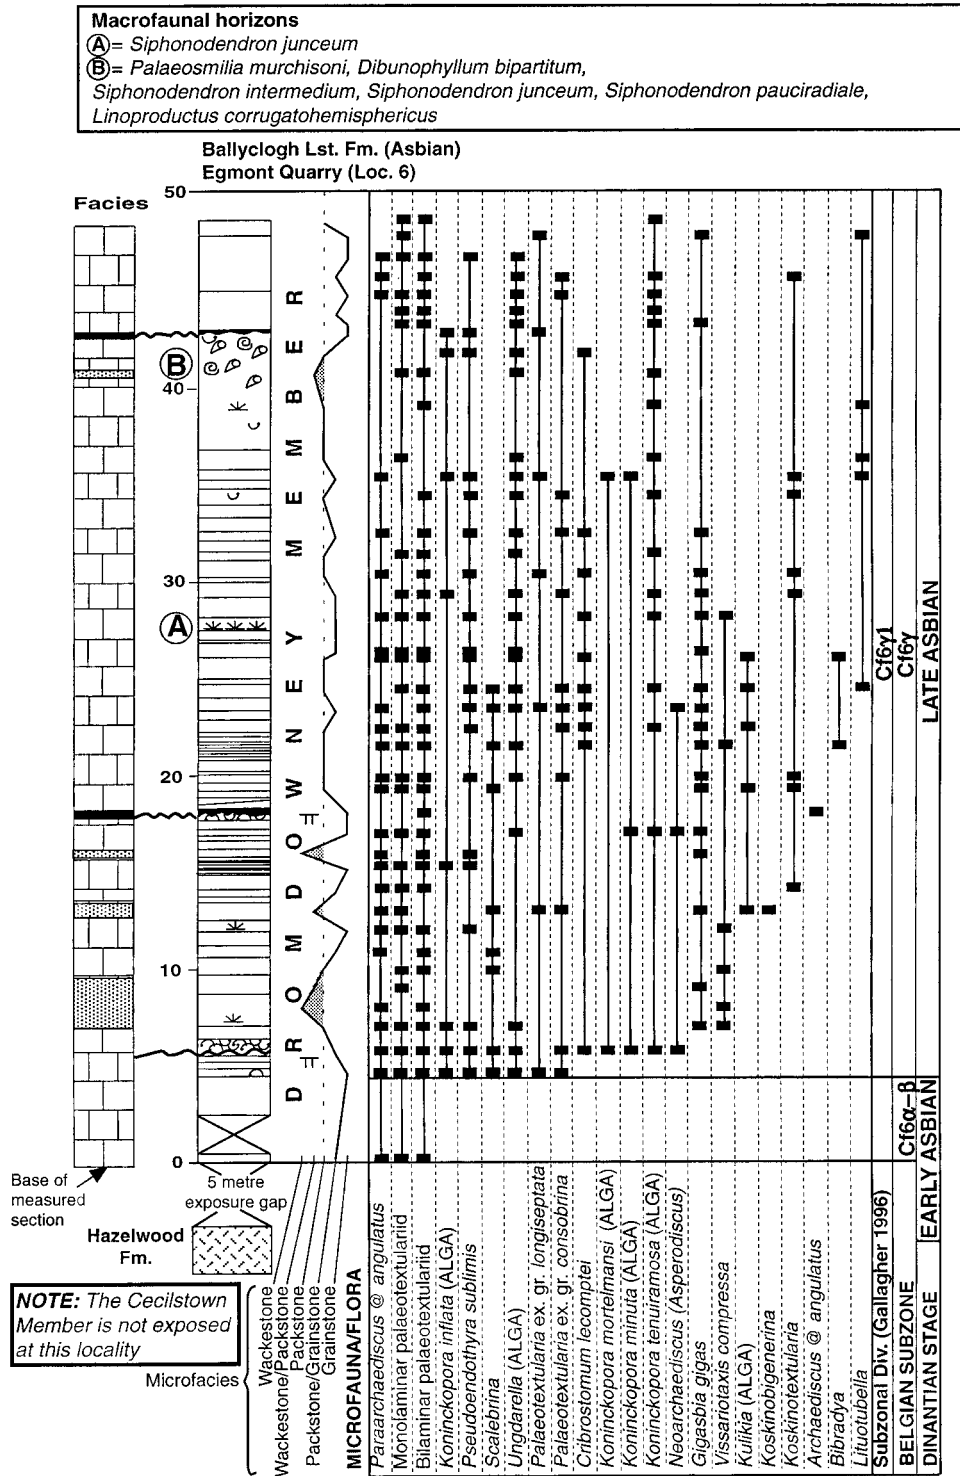 Macrofaunal horizons
A = Siphonodendron junceum
B = Palaeosmilia murchisoni, Dibunophyllum bipartitum,
Siphonodendron intermedium, Siphonodendron junceum, Siphonodendron pauciradiale,
Linoproductus corrugatohemisphericus
Ballyclogh Lst. Fm. (Asbian)
Egmont Quarry (Loc. 6)
Facies
50
40
30
20
10
0
B
A
DROMDOWNEY MEMBER
Base of
measured
section
5 metre
exposure gap
Hazelwood
Fm.
NOTE: The Cecilstown
Member is not exposed
at this locality
Microfacies
Wackestone
Wackestone/Packstone
Packstone
Packstone/Grainstone
Grainstone
MICROFAUNA/FLORA
Paraarchaediscus @ angulatus
Monolaminar palaeotextulariid
Bilaminar palaeotextulariid
Koninckopora inflata (ALGA)
Pseudoendothyra sublimis
Scalebrina
Ungdarella (ALGA)
Palaeotextularia ex. gr. longiseptata
Palaeotextularia ex. gr. consobrina
Cribrostomum lecomptei
Koninckopora mortelmansi (ALGA)
Koninckopora minuta (ALGA)
Koninckopora tenuiramosa (ALGA)
Neoarchaediscus (Asperodiscus)
Gigasbia gigas
Vissariotaxis compressa
Kulikia (ALGA)
Koskinobigenerina
Koskinotextularia
Archaediscus @ angulatus
Bibradya
Lituotubella
Subzonal Div. (Gallagher 1996)
BELGIAN SUBZONE
DINANTIAN STAGE
Cf6γ1
Cf6γ
LATE ASBIAN
Cf6α–β
EARLY ASBIAN